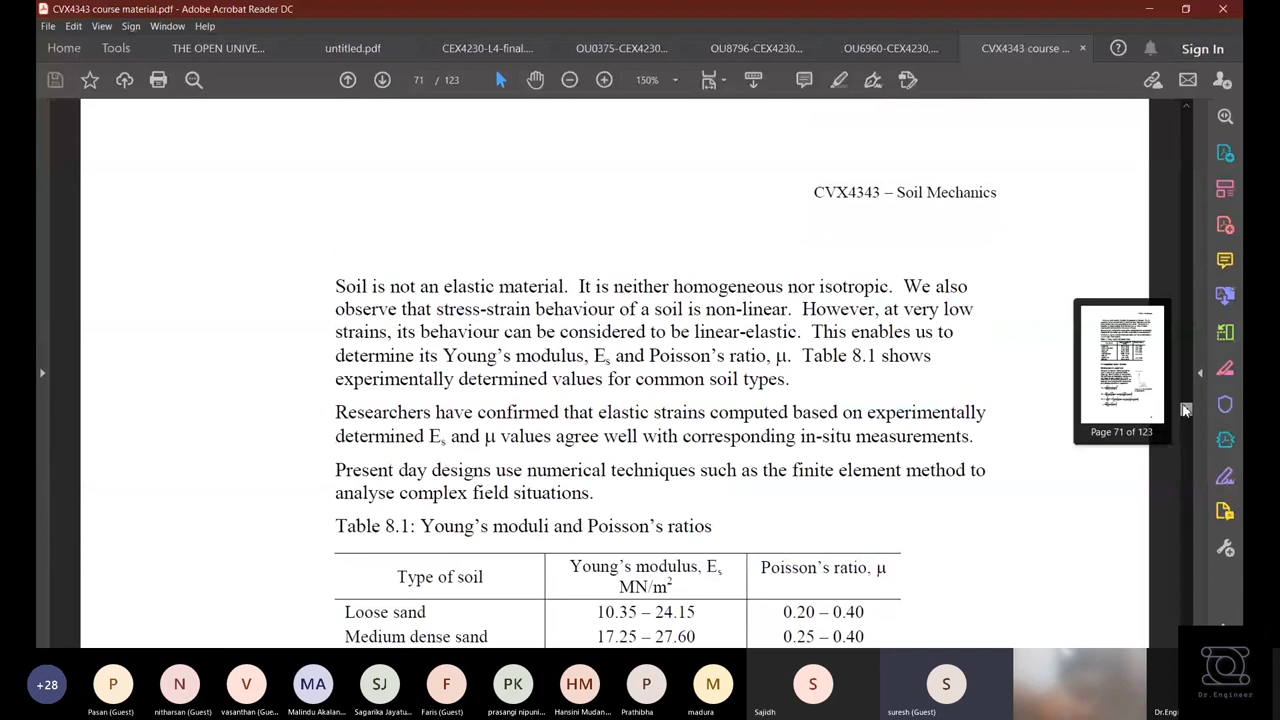 CVX4343 course material.pdf - Adobe Acrobat Reader DC
File Edit View Sign Window Help
Home Tools THE OPEN UNIVE... untitled.pdf CEX4230-L4-final.... OU0375-CEX4230... OU8796-CEX4230... OU6960-CEX4230,... CVX4343 course ... × Sign In
71 / 123 150%
CVX4343 – Soil Mechanics
Soil is not an elastic material. It is neither homogeneous nor isotropic. We also
observe that stress-strain behaviour of a soil is non-linear. However, at very low
strains, its behaviour can be considered to be linear-elastic. This enables us to
determine its Young's modulus, Es and Poisson's ratio, μ. Table 8.1 shows
experimentally determined values for common soil types.
Researchers have confirmed that elastic strains computed based on experimentally
determined Es and μ values agree well with corresponding in-situ measurements.
Present day designs use numerical techniques such as the finite element method to
analyse complex field situations.
Table 8.1: Young's moduli and Poisson's ratios
Type of soil Young's modulus, Es MN/m² Poisson's ratio, μ
Loose sand 10.35 – 24.15 0.20 – 0.40
Medium dense sand 17.25 – 27.60 0.25 – 0.40
Page 71 of 123
+28 P N V MA SJ F PK HM P M S S
Pasan (Guest) nitharsan (Guest) vasanthan (Gue... Malindu Akalan... Sagarika Jayatu... Faris (Guest) prasangi nipuni... Hansini Mudan... Prathibha madura Sajidh suresh (Guest) Dr.Eng
Dr.Engineer